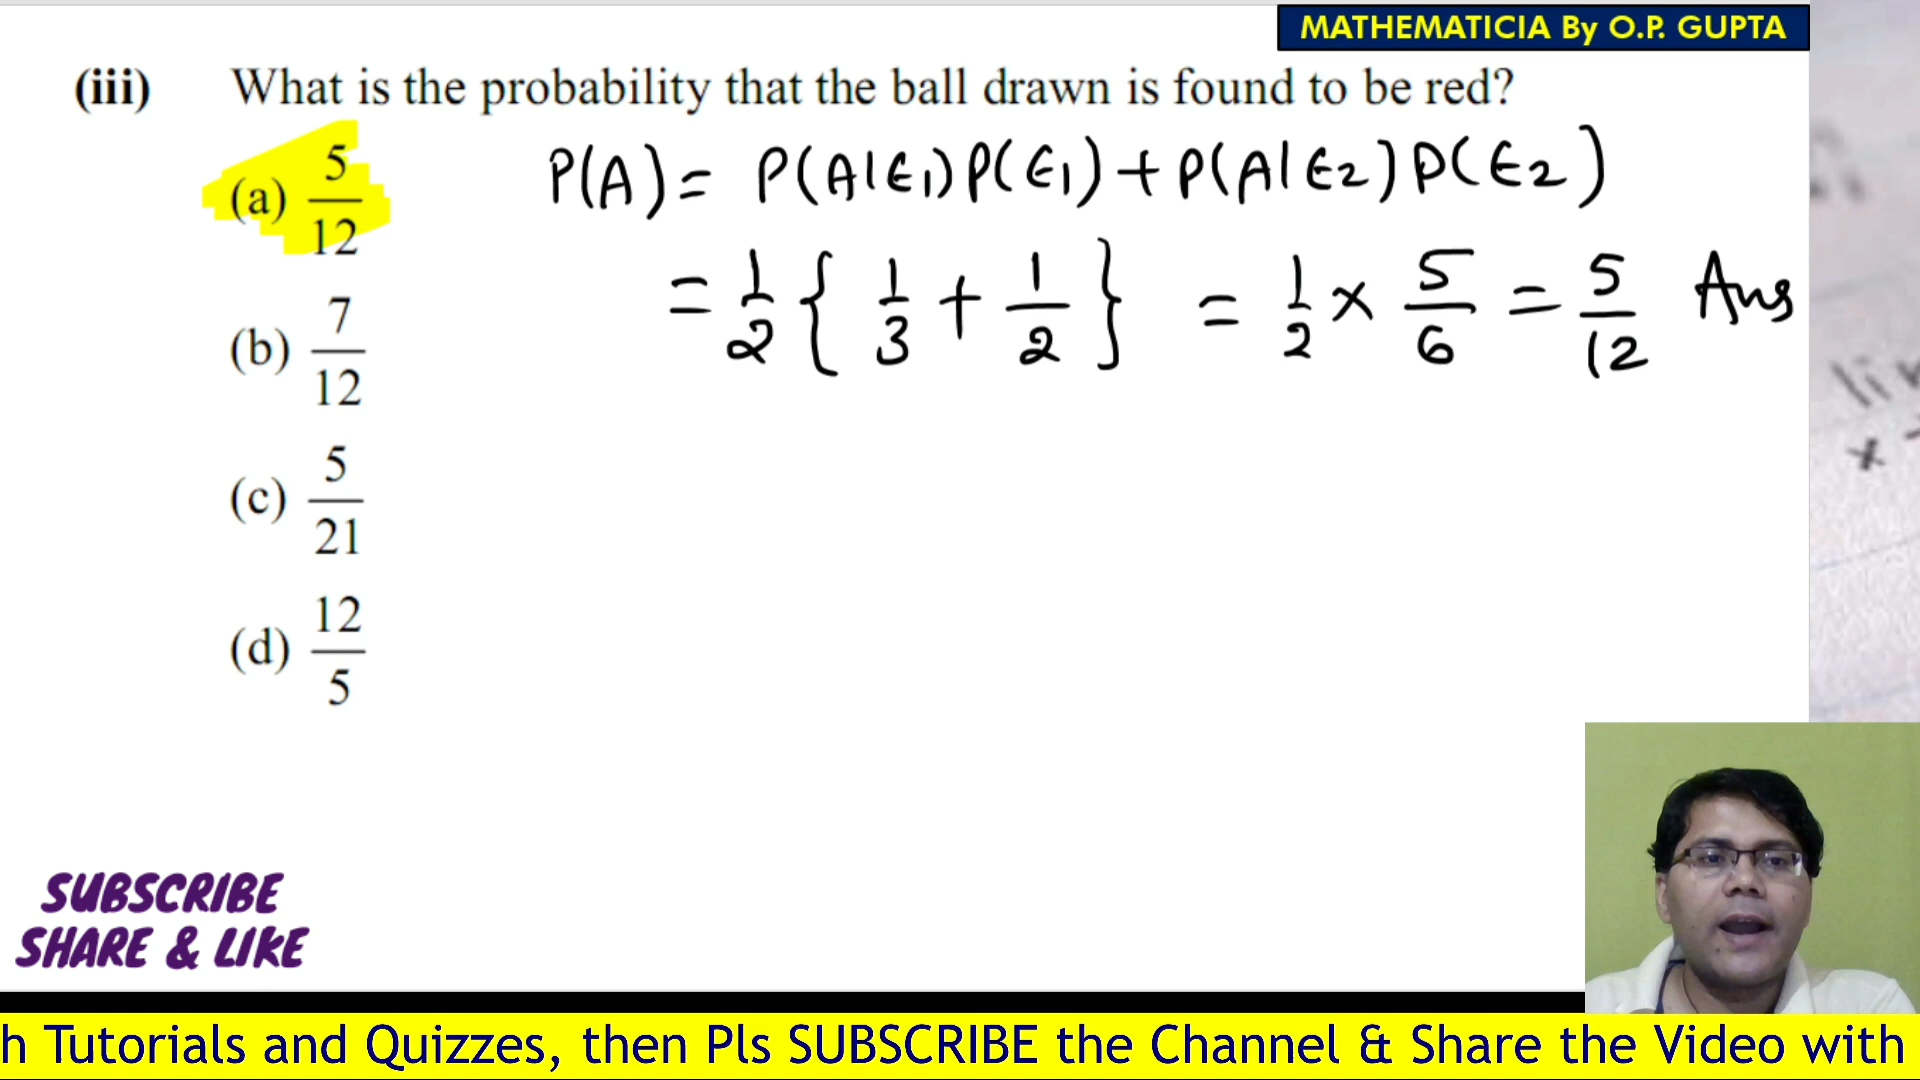 MATHEMATICIA By O.P. GUPTA
(iii) What is the probability that the ball drawn is found to be red?
(a) 5/12
P(A) = P(A|E1)P(E1) + P(A|E2)P(E2)
= 1/2 { 1/3 + 1/2 } = 1/2 × 5/6 = 5/12 Ans
(b) 7/12
(c) 5/21
(d) 12/5
SUBSCRIBE
SHARE & LIKE
h Tutorials and Quizzes, then Pls SUBSCRIBE the Channel & Share the Video with